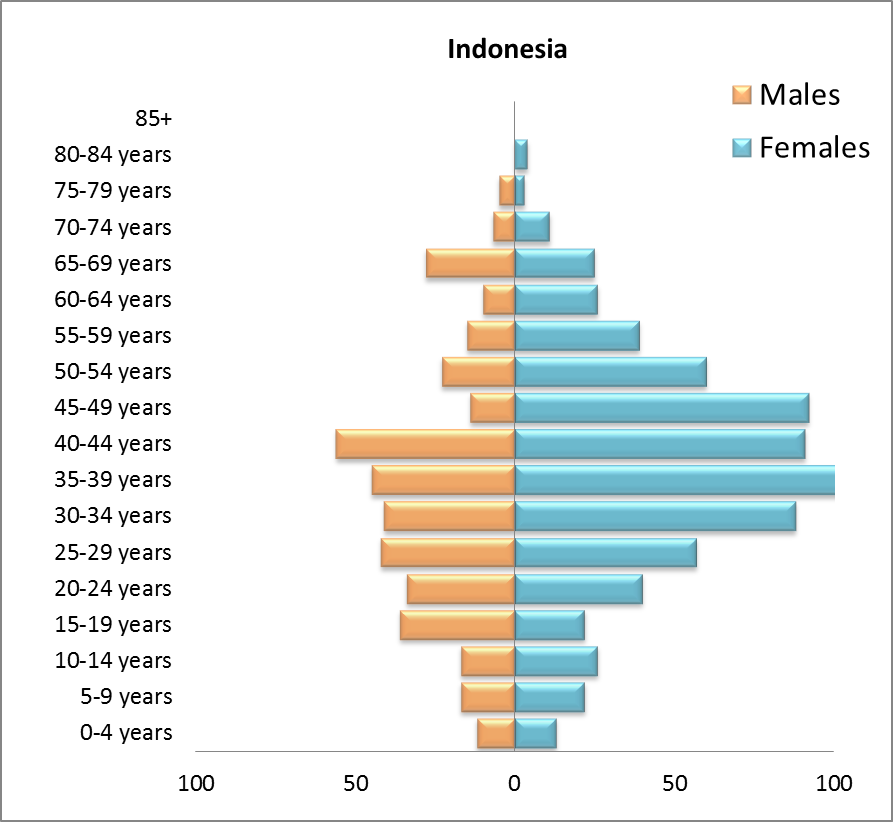 Indonesia
Males
Females
85+
80-84 years
75-79 years
70-74 years
65-69 years
60-64 years
55-59 years
50-54 years
45-49 years
40-44 years
35-39 years
30-34 years
25-29 years
20-24 years
15-19 years
10-14 years
5-9 years
0-4 years
100 50 0 50 100